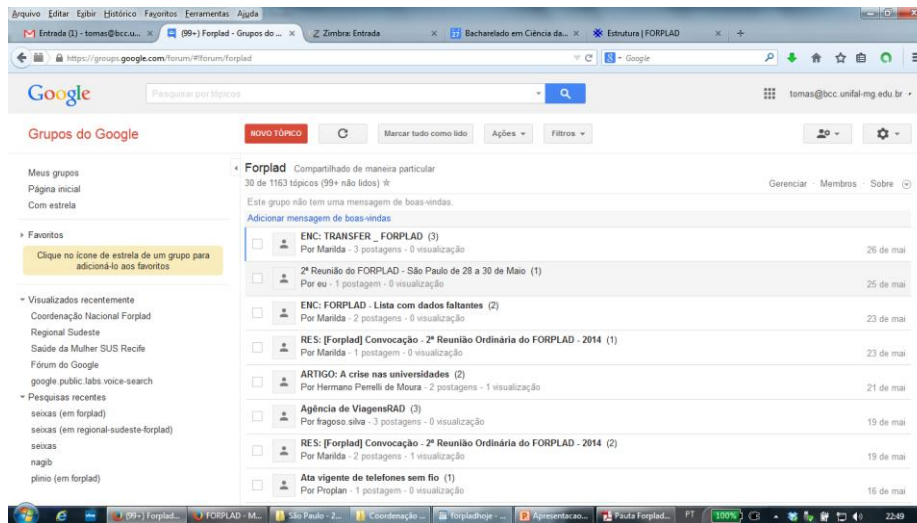 Arquivo Editar Exibir Histórico Favoritos Ferramentas Ajuda
Entrada (1) - tomas@bcc.u... (99+) Forplad - Grupos do ... Zimbra: Entrada Bacharelado em Ciência da... Estrutura | FORPLAD
https://groups.google.com/forum/#!forum/forplad Google
Google Pesquisar por tópicos tomas@bcc.unifal-mg.edu.br
Grupos do Google NOVO TÓPICO Marcar tudo como lido Ações Filtros
Meus grupos
Página inicial
Com estrela
Favoritos
Clique no ícone de estrela de um grupo para
adicioná-lo aos favoritos
Visualizados recentemente
Coordenação Nacional Forplad
Regional Sudeste
Saúde da Mulher SUS Recife
Fórum do Google
google.public.labs.voice-search
Pesquisas recentes
seixas (em forplad)
seixas (em regional-sudeste-forplad)
seixas
nagib
plinio (em forplad)
Forplad Compartilhado de maneira particular
30 de 1163 tópicos (99+ não lidos) Gerenciar · Membros · Sobre
Este grupo não tem uma mensagem de boas-vindas.
Adicionar mensagem de boas-vindas
ENC: TRANSFER _ FORPLAD (3)
Por Marilda - 3 postagens - 0 visualização 26 de mai
2ª Reunião do FORPLAD - São Paulo de 28 a 30 de Maio (1)
Por eu - 1 postagem - 0 visualização 25 de mai
ENC: FORPLAD - Lista com dados faltantes (2)
Por Marilda - 2 postagens - 0 visualização 23 de mai
RES: [Forplad] Convocação - 2ª Reunião Ordinária do FORPLAD - 2014 (1)
Por Marilda - 1 postagem - 0 visualização 23 de mai
ARTIGO: A crise nas universidades (2)
Por Hermano Perrelli de Moura - 2 postagens - 1 visualização 21 de mai
Agência de ViagensRAD (3)
Por fragoso.silva - 3 postagens - 0 visualização 19 de mai
RES: [Forplad] Convocação - 2ª Reunião Ordinária do FORPLAD - 2014 (2)
Por Marilda - 2 postagens - 1 visualização 19 de mai
Ata vigente de telefones sem fio (1)
Por Proplan - 1 postagem - 0 visualização 16 de mai
(99+) Forplad... FORPLAD - M... São Paulo - 2... Coordenação ... forpladhoje - ... Apresentacao... Pauta Forplad... PT 100% 22:49